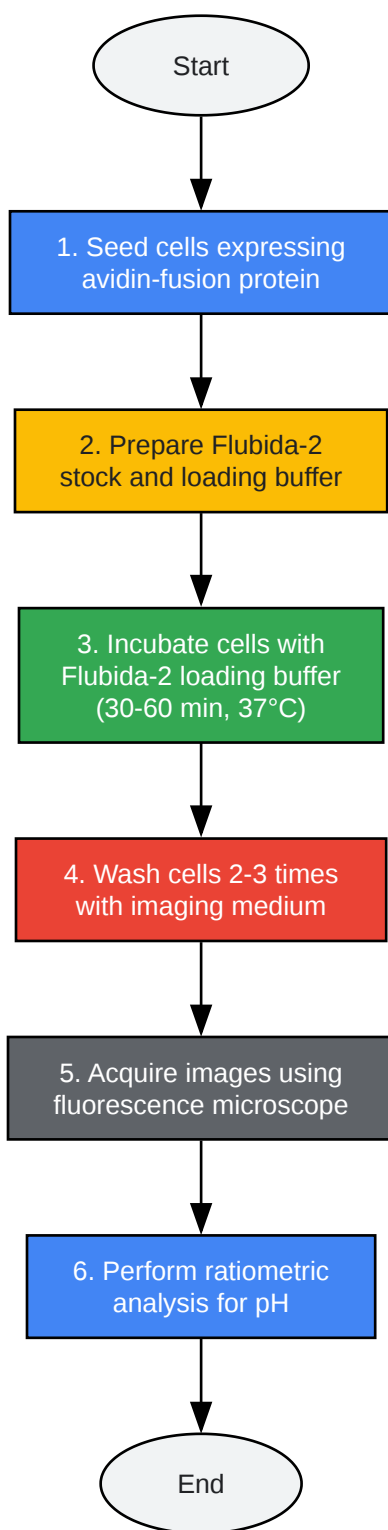 Start
1. Seed cells expressing
avidin-fusion protein
2. Prepare Flubida-2
stock and loading buffer
3. Incubate cells with
Flubida-2 loading buffer
(30-60 min, 37°C)
4. Wash cells 2-3 times
with imaging medium
5. Acquire images using
fluorescence microscope
6. Perform ratiometric
analysis for pH
End